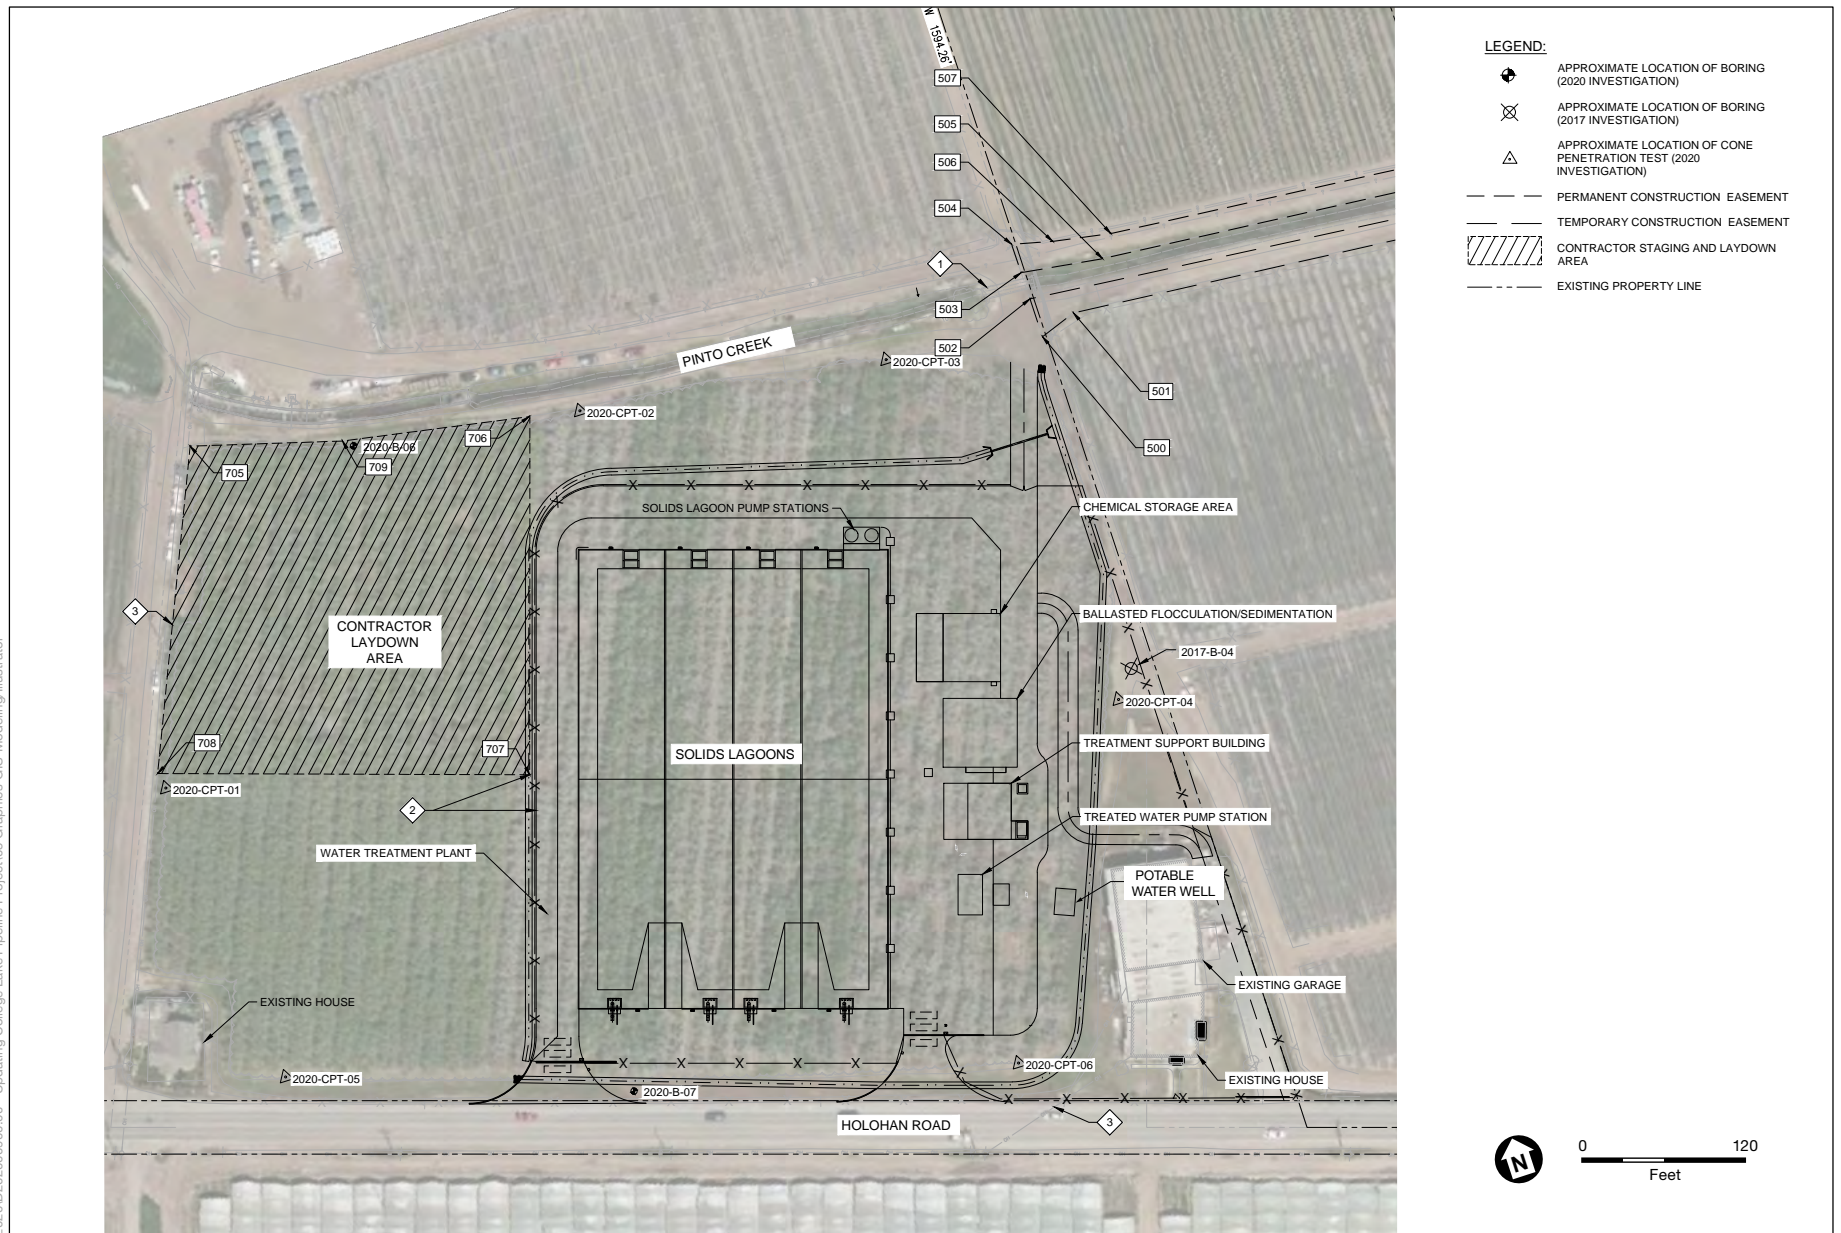 W 1594.26'
507
505
506
504
1
503
502
501
500
PINTO CREEK
2020-CPT-03
2020-CPT-02
2020-B-06
706
709
705
SOLIDS LAGOON PUMP STATIONS
CHEMICAL STORAGE AREA
3
CONTRACTOR
LAYDOWN
AREA
BALLASTED FLOCCULATION/SEDIMENTATION
2017-B-04
2020-CPT-04
708
707
SOLIDS LAGOONS
TREATMENT SUPPORT BUILDING
2020-CPT-01
2
TREATED WATER PUMP STATION
WATER TREATMENT PLANT
POTABLE
WATER WELL
EXISTING GARAGE
EXISTING HOUSE
2020-CPT-05
2020-CPT-06
EXISTING HOUSE
2020-B-07
HOLOHAN ROAD
3
LEGEND:
APPROXIMATE LOCATION OF BORING
(2020 INVESTIGATION)
APPROXIMATE LOCATION OF BORING
(2017 INVESTIGATION)
APPROXIMATE LOCATION OF CONE
PENETRATION TEST (2020
INVESTIGATION)
PERMANENT CONSTRUCTION EASEMENT
TEMPORARY CONSTRUCTION EASEMENT
CONTRACTOR STAGING AND LAYDOWN
AREA
EXISTING PROPERTY LINE
N
0 120
Feet